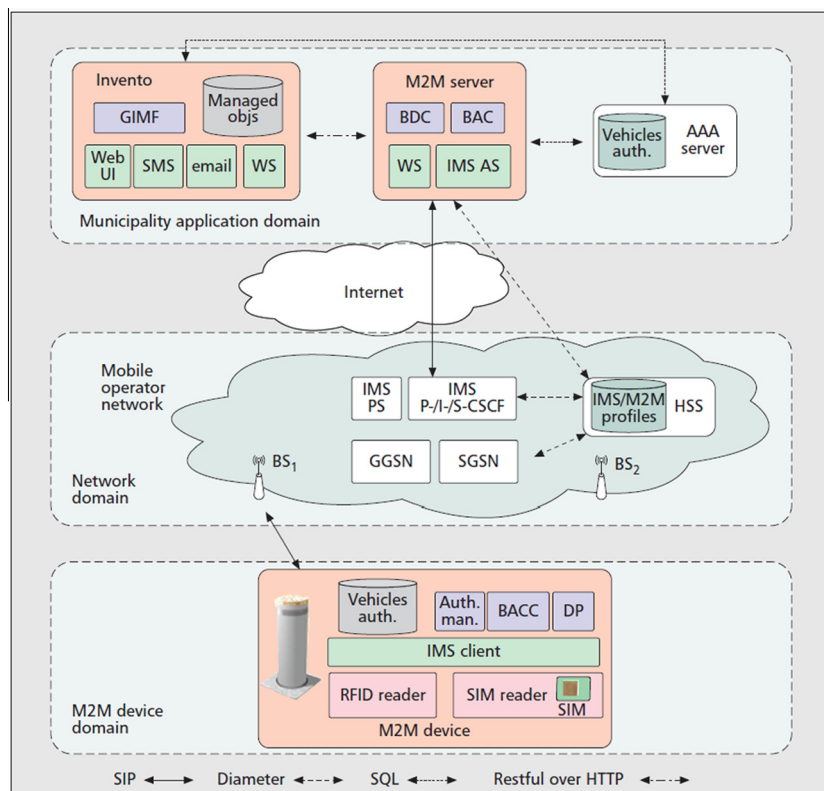 Invento
Managed
objs
GIMF
Web
UI
SMS
email
WS
M2M server
BDC
BAC
WS
IMS AS
Vehicles
auth.
AAA
server
Municipality application domain
Internet
Mobile
operator
network
IMS
PS
IMS
P-/I-/S-CSCF
IMS/M2M
profiles
HSS
GGSN
SGSN
BS1
BS2
Network
domain
Vehicles
auth.
Auth.
man.
BACC
DP
IMS client
RFID reader
SIM reader
SIM
M2M device
M2M device
domain
SIP
Diameter
SQL
Restful over HTTP